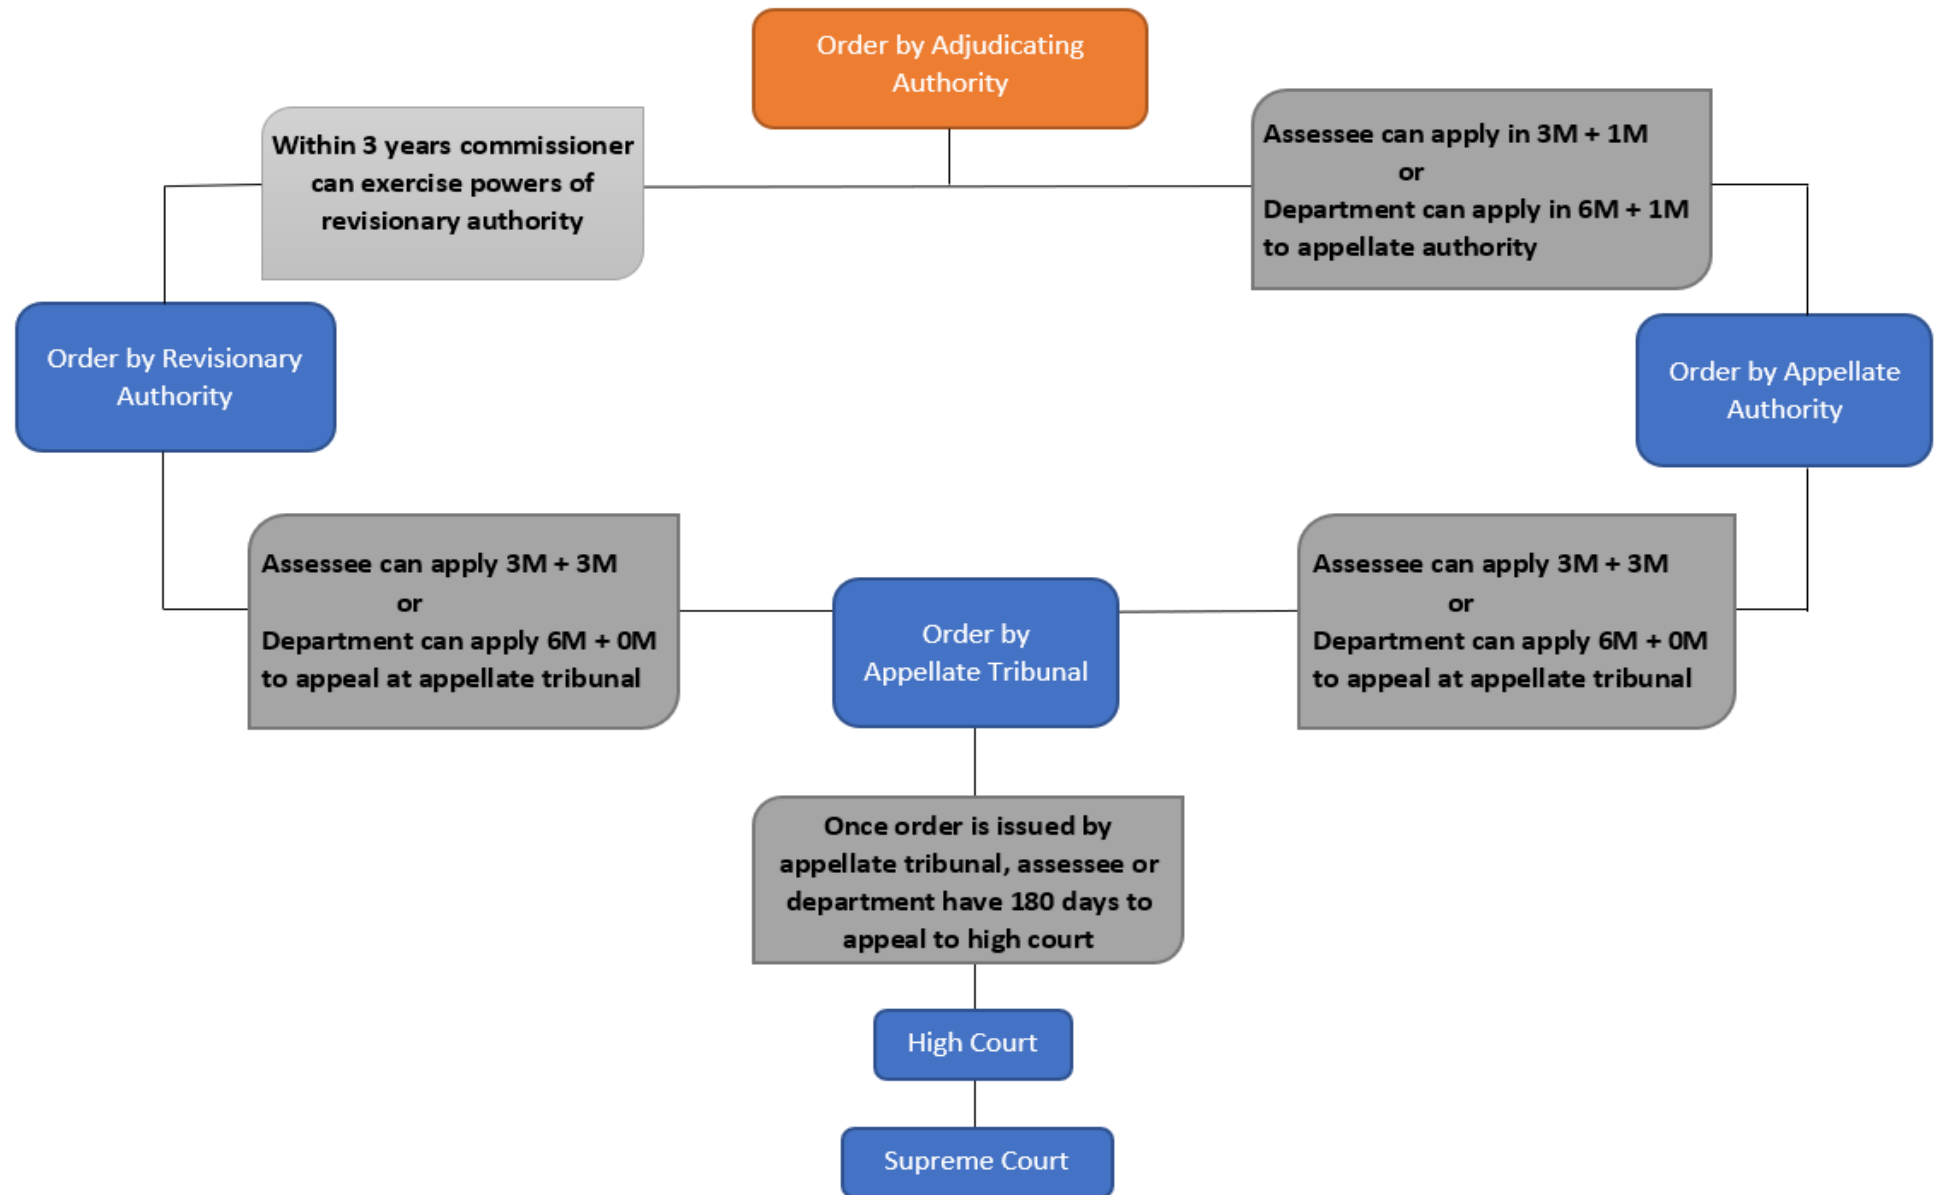 Order by Adjudicating
Authority
Within 3 years commissioner
can exercise powers of
revisionary authority
Assessee can apply in 3M + 1M
or
Department can apply in 6M + 1M
to appellate authority
Order by Revisionary
Authority
Order by Appellate
Authority
Assessee can apply 3M + 3M
or
Department can apply 6M + 0M
to appeal at appellate tribunal
Order by
Appellate Tribunal
Assessee can apply 3M + 3M
or
Department can apply 6M + 0M
to appeal at appellate tribunal
Once order is issued by
appellate tribunal, assessee or
department have 180 days to
appeal to high court
High Court
Supreme Court